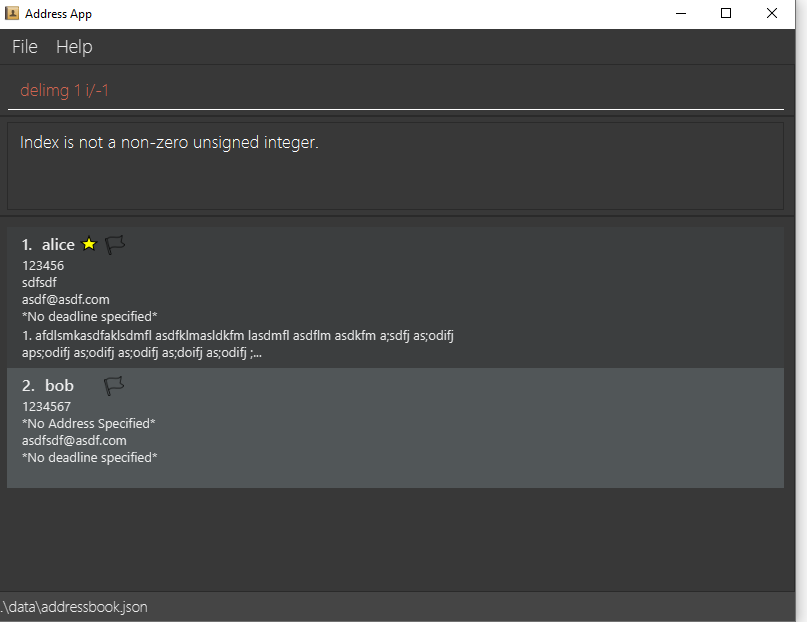 Address App
File Help
delimg 1 i/-1
Index is not a non-zero unsigned integer.
1. alice
123456
sdfsdf
asdf@asdf.com
*No deadline specified*
1. afdlsmkasdfaklsdmfl asdfklmasldkfm lasdmfl asdflm asdkfm a;sdfj as;odifj
aps;odifj as;odifj as;odifj as;doifj as;odifj ;...
2. bob
1234567
*No Address Specified*
asdfsdf@asdf.com
*No deadline specified*
.\data\addressbook.json